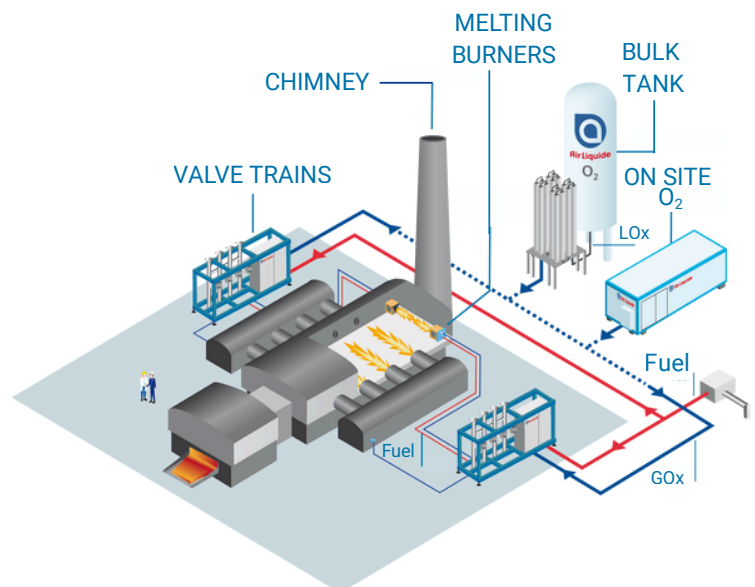 MELTING
BURNERS
BULK
TANK
CHIMNEY
Air Liquide
O₂
VALVE TRAINS
ON SITE
O₂
LOx
Fuel
Fuel
GOx